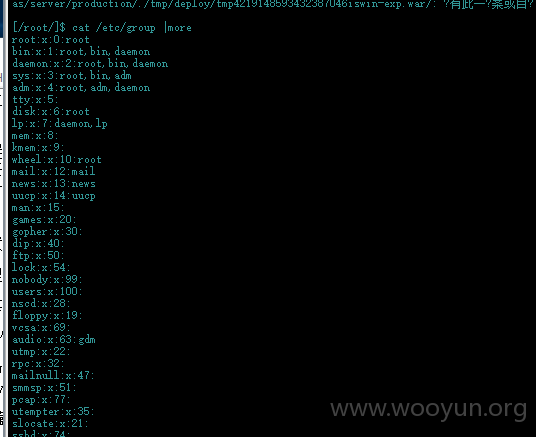 as/server/production/./tmp/deploy/tmp4219148593432387046iswin-exp.war/: ?有此一?案或目?
[/root/]$ cat /etc/group |more
root:x:0:root
bin:x:1:root,bin,daemon
daemon:x:2:root,bin,daemon
sys:x:3:root,bin,adm
adm:x:4:root,adm,daemon
tty:x:5:
disk:x:6:root
lp:x:7:daemon,lp
mem:x:8:
kmem:x:9:
wheel:x:10:root
mail:x:12:mail
news:x:13:news
uucp:x:14:uucp
man:x:15:
games:x:20:
gopher:x:30:
dip:x:40:
ftp:x:50:
lock:x:54:
nobody:x:99:
users:x:100:
nscd:x:28:
floppy:x:19:
vcsa:x:69:
audio:x:63:gdm
utmp:x:22:
rpc:x:32:
mailnull:x:47:
smmsp:x:51:
pcap:x:77:
utempter:x:35:
slocate:x:21:
sshd:x:74:
www.wooyun.org